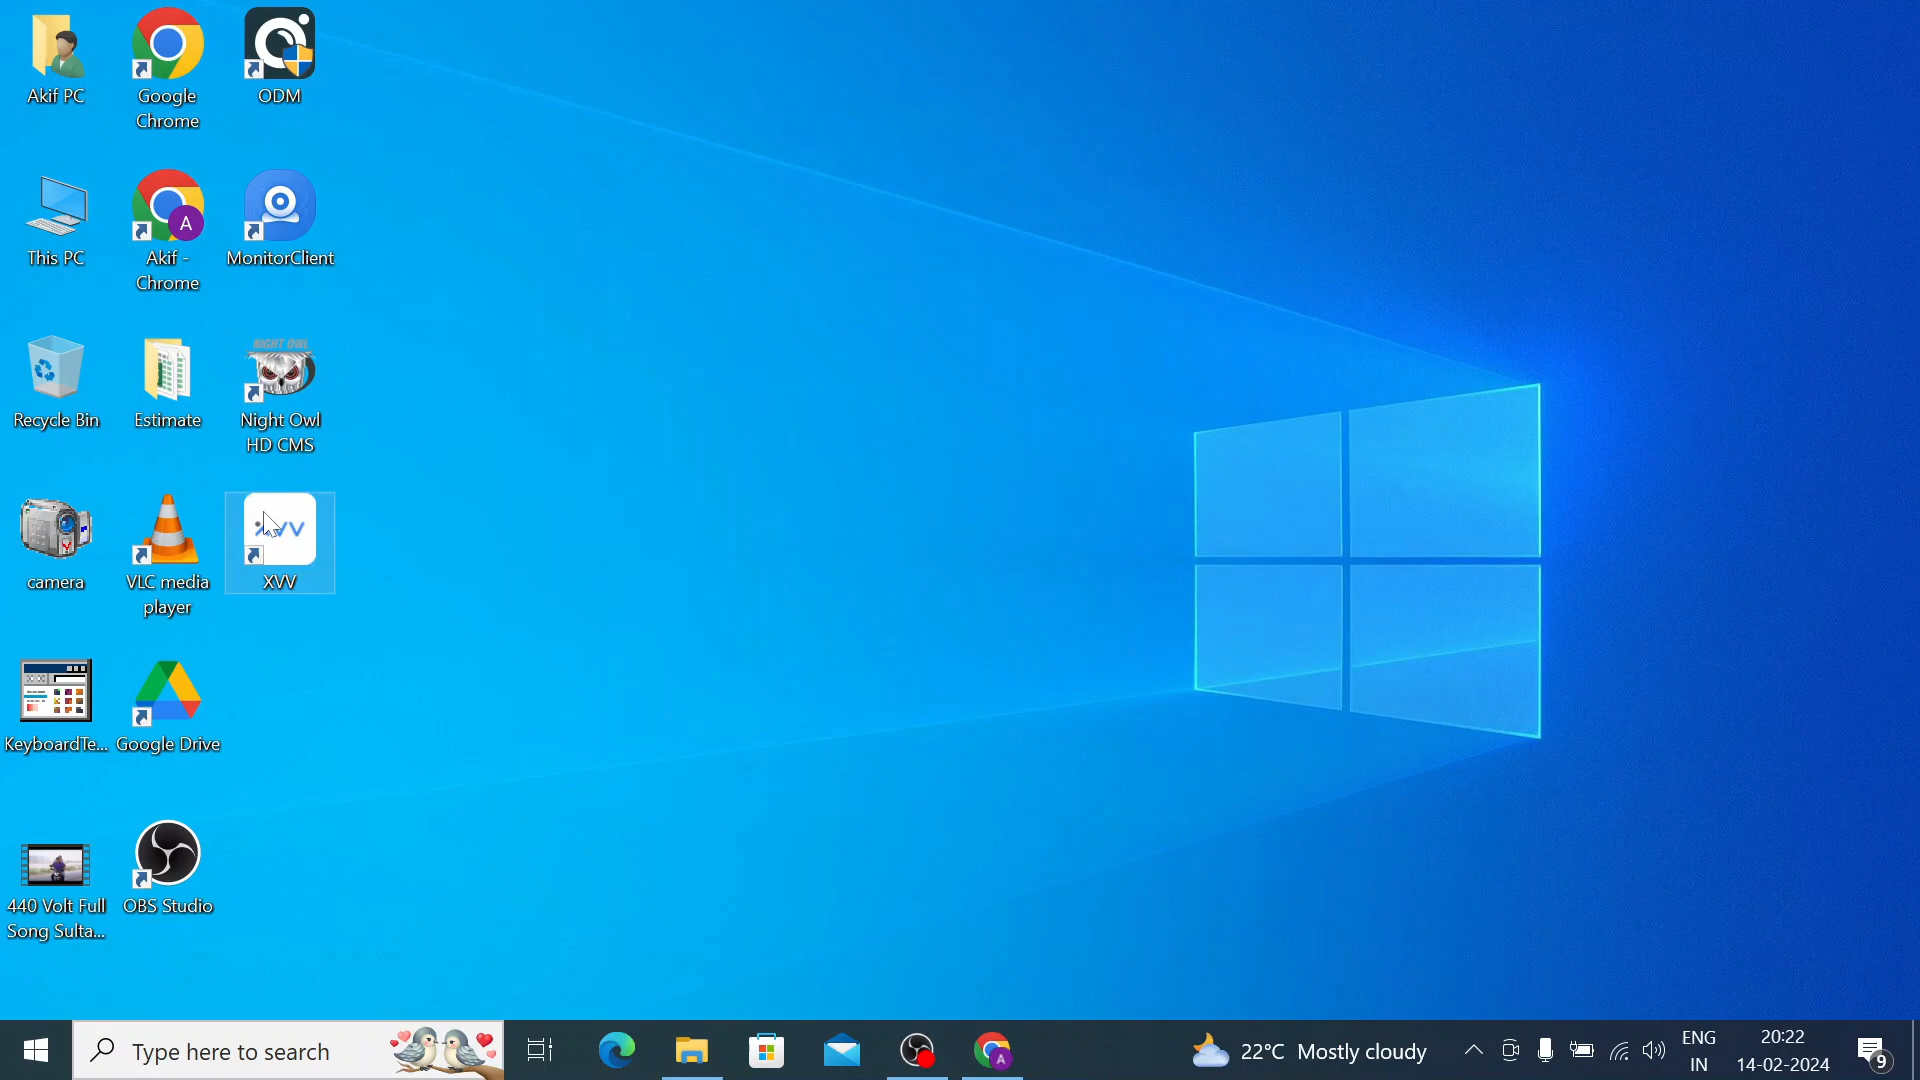 Akif PC
Google
Chrome
ODM
This PC
A
Akif -
Chrome
MonitorClient
Recycle Bin
Estimate
NIGHT OWL
Night Owl
HD CMS
camera
VLC media
player
XVV
XVV
KeyboardTe...
Google Drive
440 Volt Full
Song Sulta...
OBS Studio
Type here to search
A
22°C Mostly cloudy
ENG
IN
20:22
14-02-2024
9